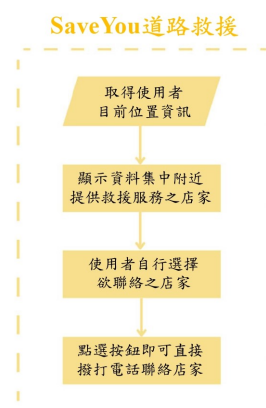 SaveYou道路救援
取得使用者
目前位置資訊
顯示資料集中附近
提供救援服務之店家
使用者自行選擇
欲聯絡之店家
點選按鈕即可直接
撥打電話聯絡店家